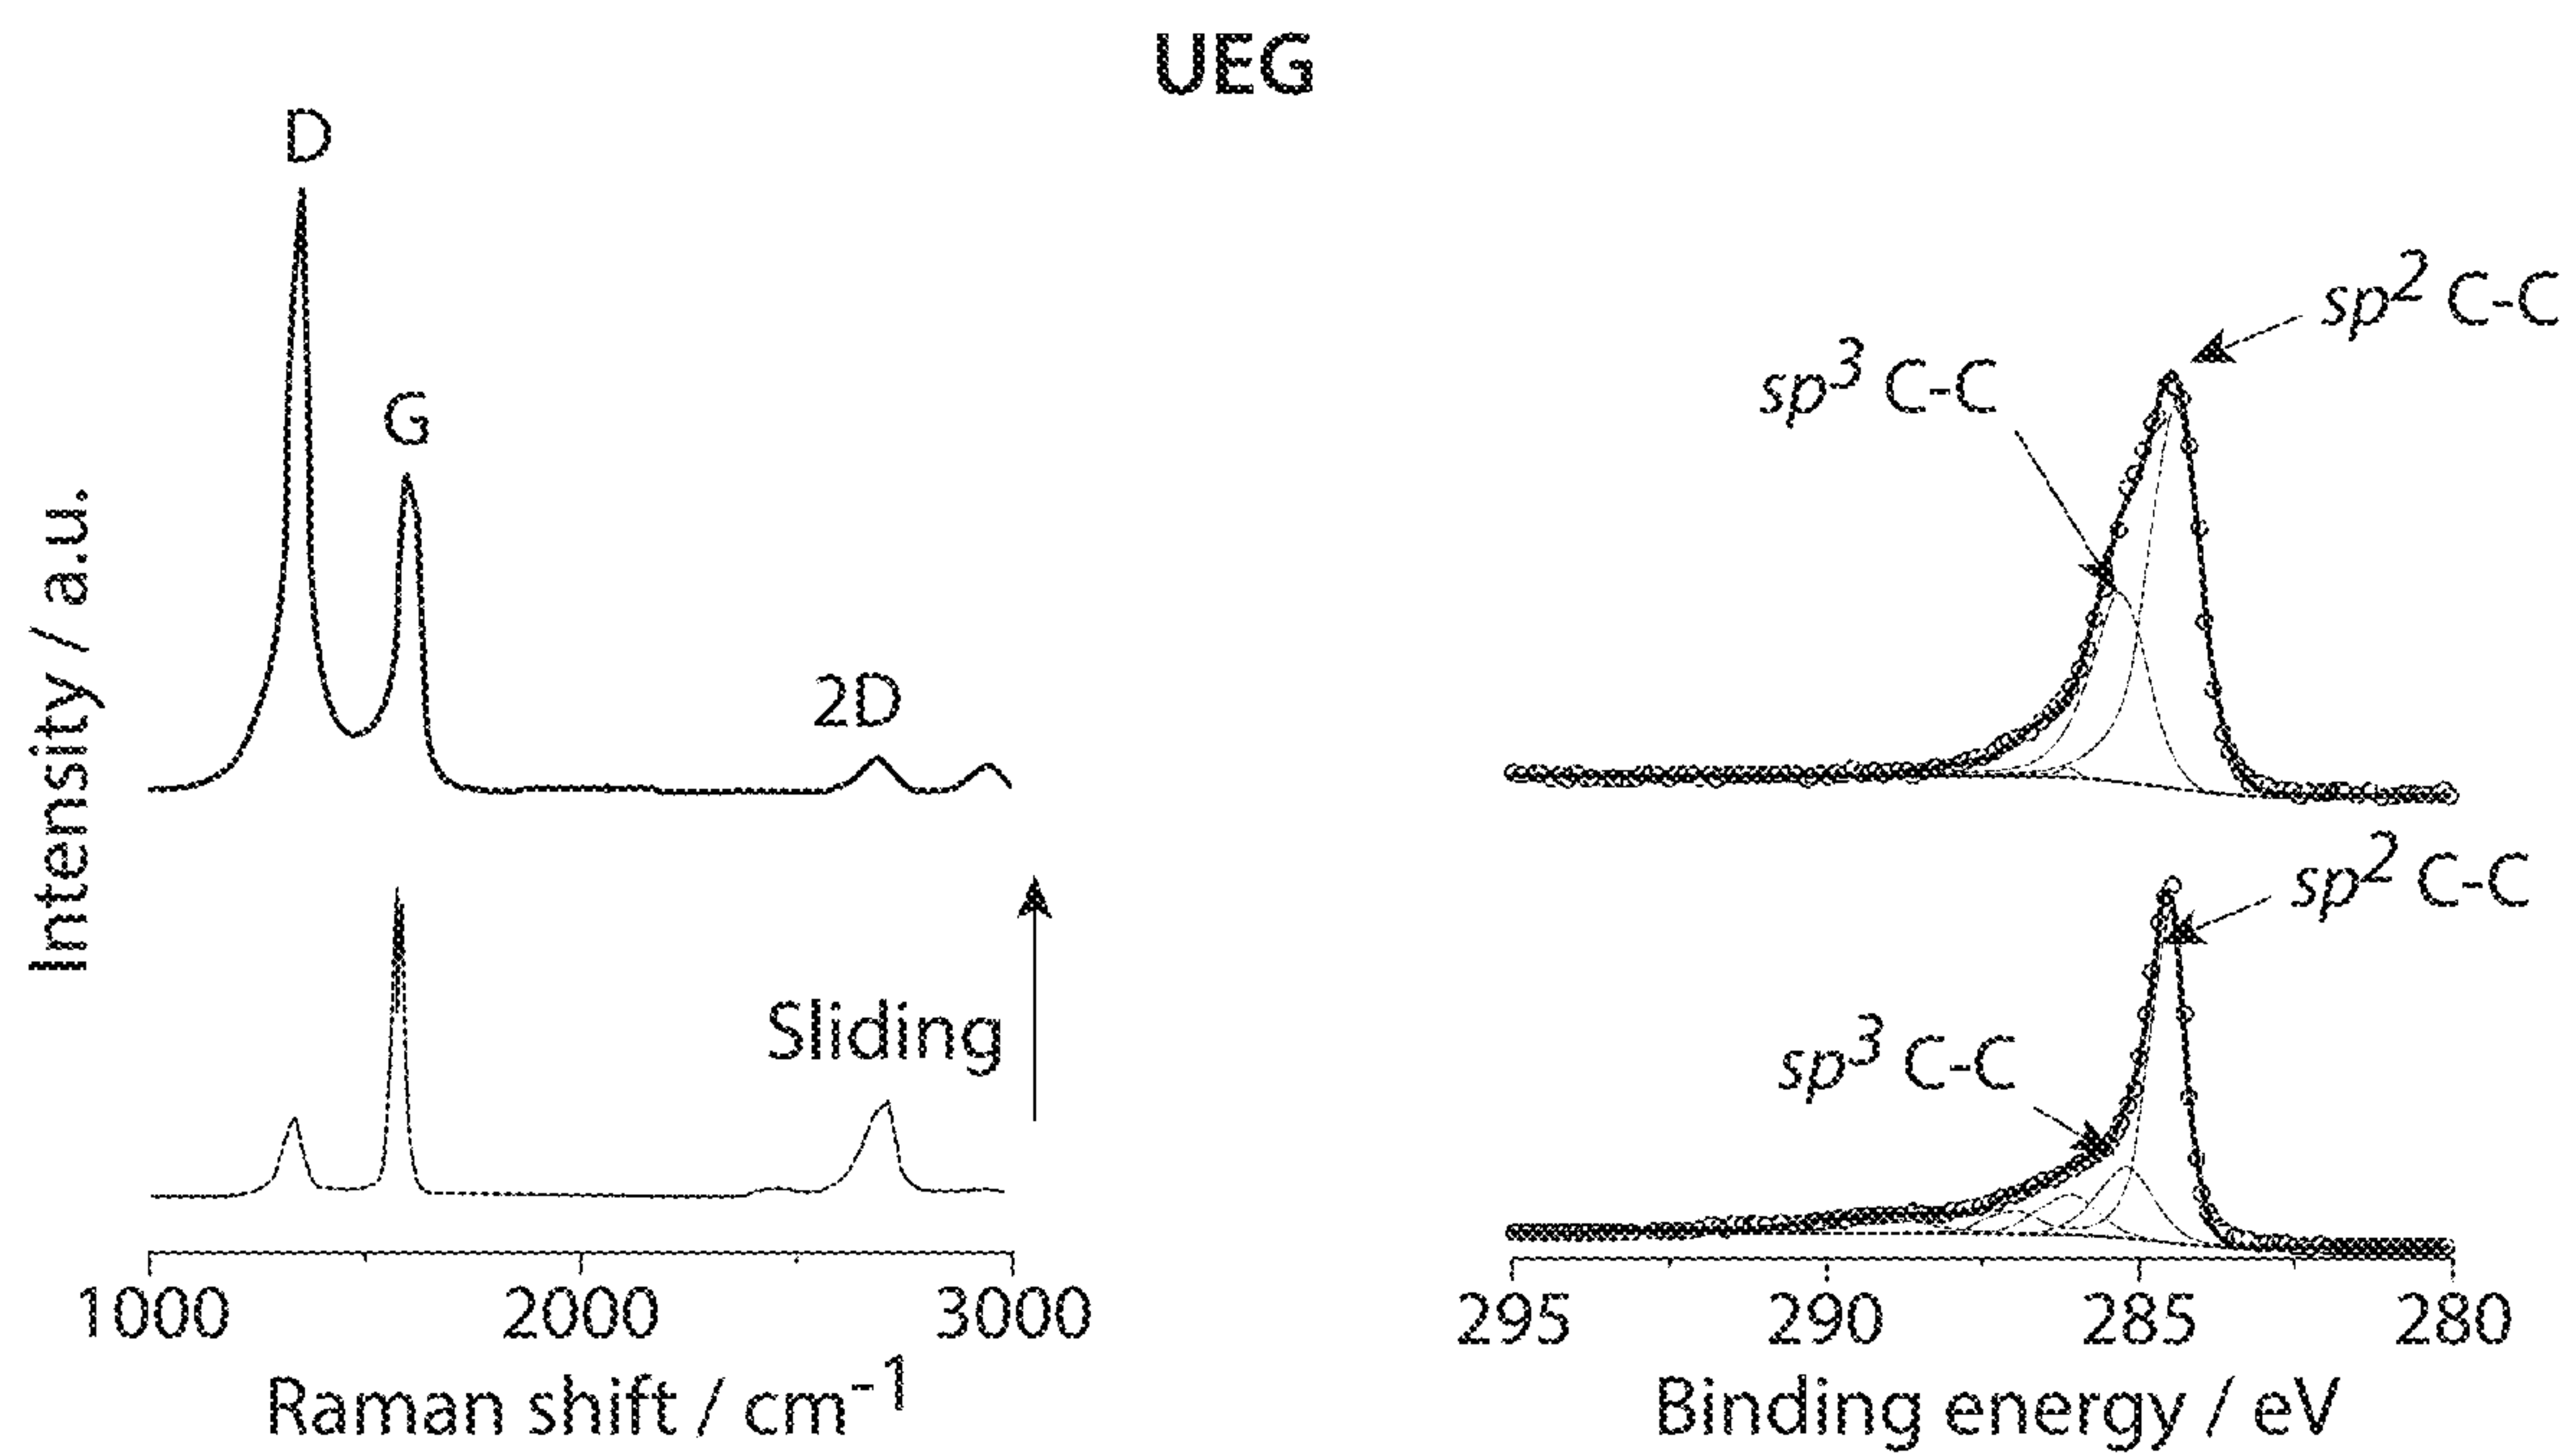 UEG
D
G
2D
Sliding
Intensity / a.u.
1000 2000 3000
Raman shift / cm⁻¹
sp² C-C
sp³ C-C
sp² C-C
sp³ C-C
295 290 285 280
Binding energy / eV